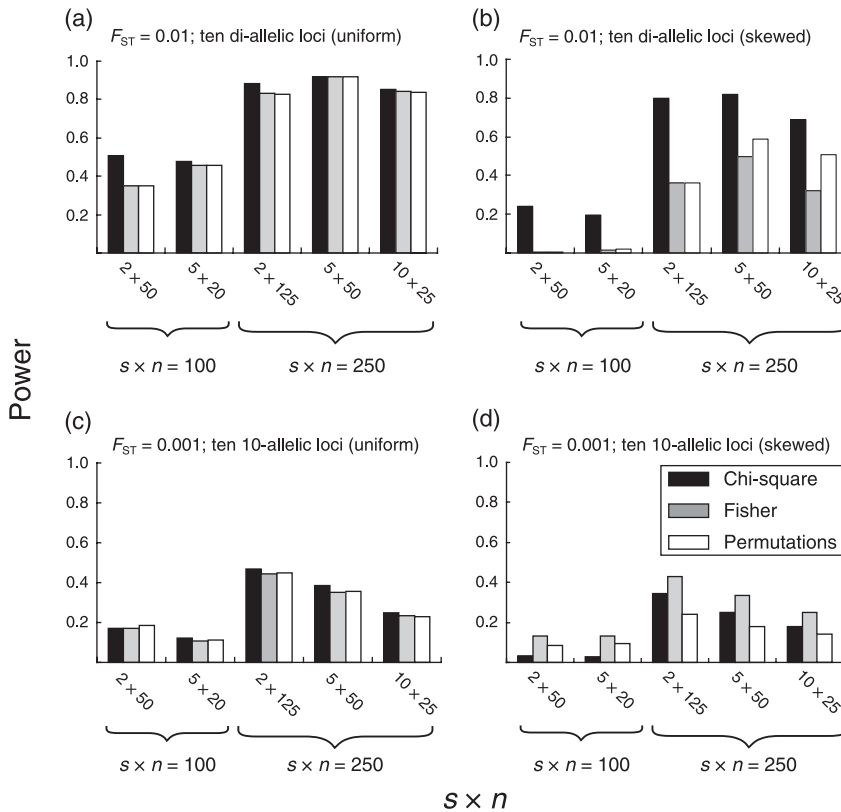 (a)
F_ST = 0.01; ten di-allelic loci (uniform)
1.0
0.8
0.6
0.4
0.2
2 × 50
5 × 20
2 × 125
5 × 50
10 × 25
s × n = 100
s × n = 250
(b)
F_ST = 0.01; ten di-allelic loci (skewed)
1.0
0.8
0.6
0.4
0.2
2 × 50
5 × 20
2 × 125
5 × 50
10 × 25
s × n = 100
s × n = 250
Power
(c)
F_ST = 0.001; ten 10-allelic loci (uniform)
1.0
0.8
0.6
0.4
0.2
2 × 50
5 × 20
2 × 125
5 × 50
10 × 25
s × n = 100
s × n = 250
(d)
F_ST = 0.001; ten 10-allelic loci (skewed)
1.0
0.8
0.6
0.4
0.2
Chi-square
Fisher
Permutations
2 × 50
5 × 20
2 × 125
5 × 50
10 × 25
s × n = 100
s × n = 250
s × n